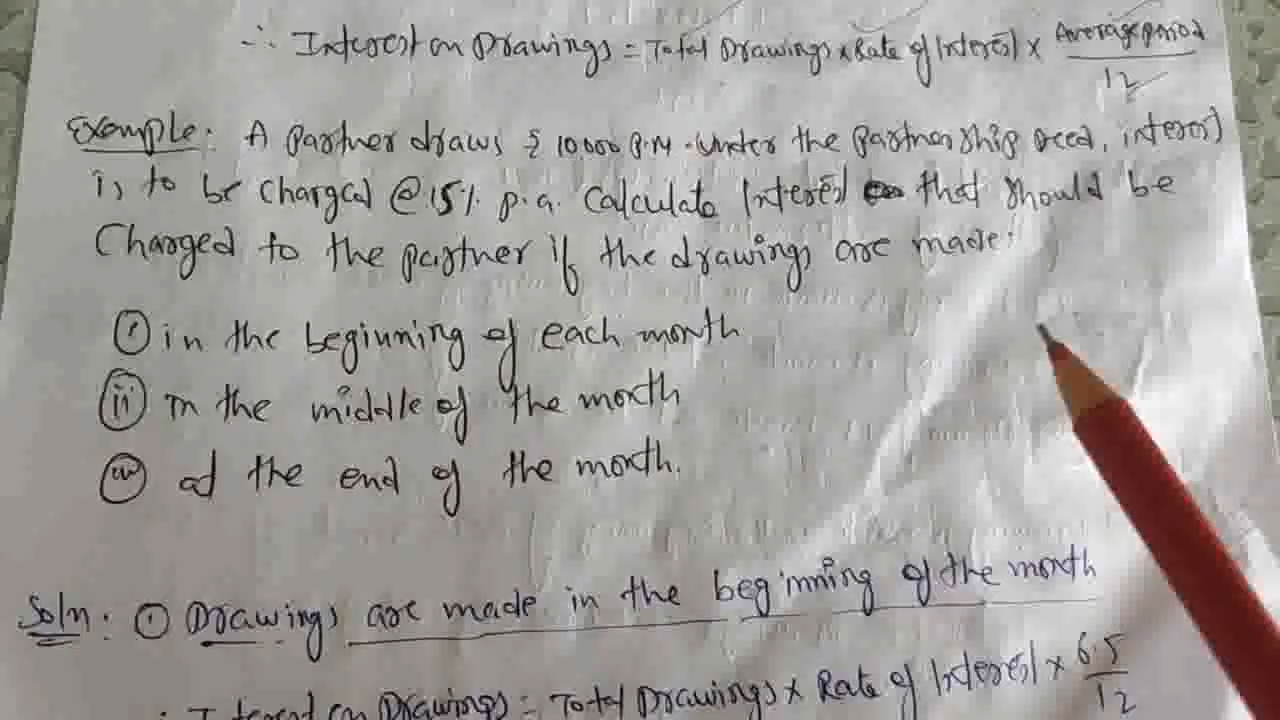 ∴ Interest on Drawings = Total Drawings × Rate of Interest × Average period / 12
Example: A partner draws ₹ 10000 P.M. Under the partnership deed, interest
is to be charged @ 15% p.a. Calculate Interest that should be
Charged to the partner if the drawings are made:
(i) in the beginning of each month
(ii) in the middle of the month
(iii) at the end of the month.
Soln: (i) Drawings are made in the beginning of the month
∴ Interest on Drawings = Total Drawings × Rate of Interest × 6.5 / 12